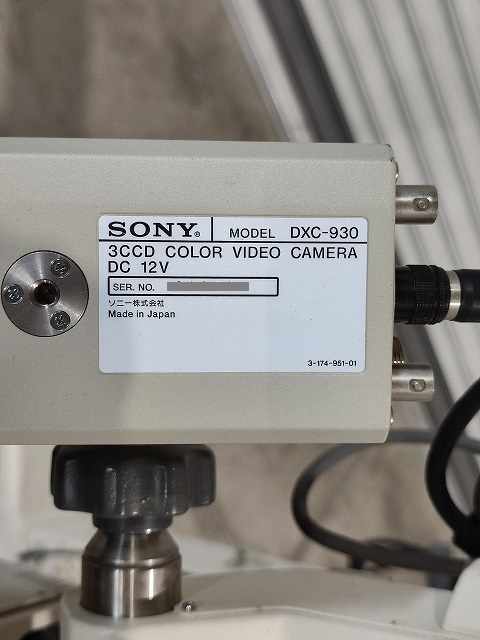 SONY® MODEL DXC-930
3CCD COLOR VIDEO CAMERA
DC 12V
SER. NO.
ソニー株式会社
Made in Japan
3-174-951-01